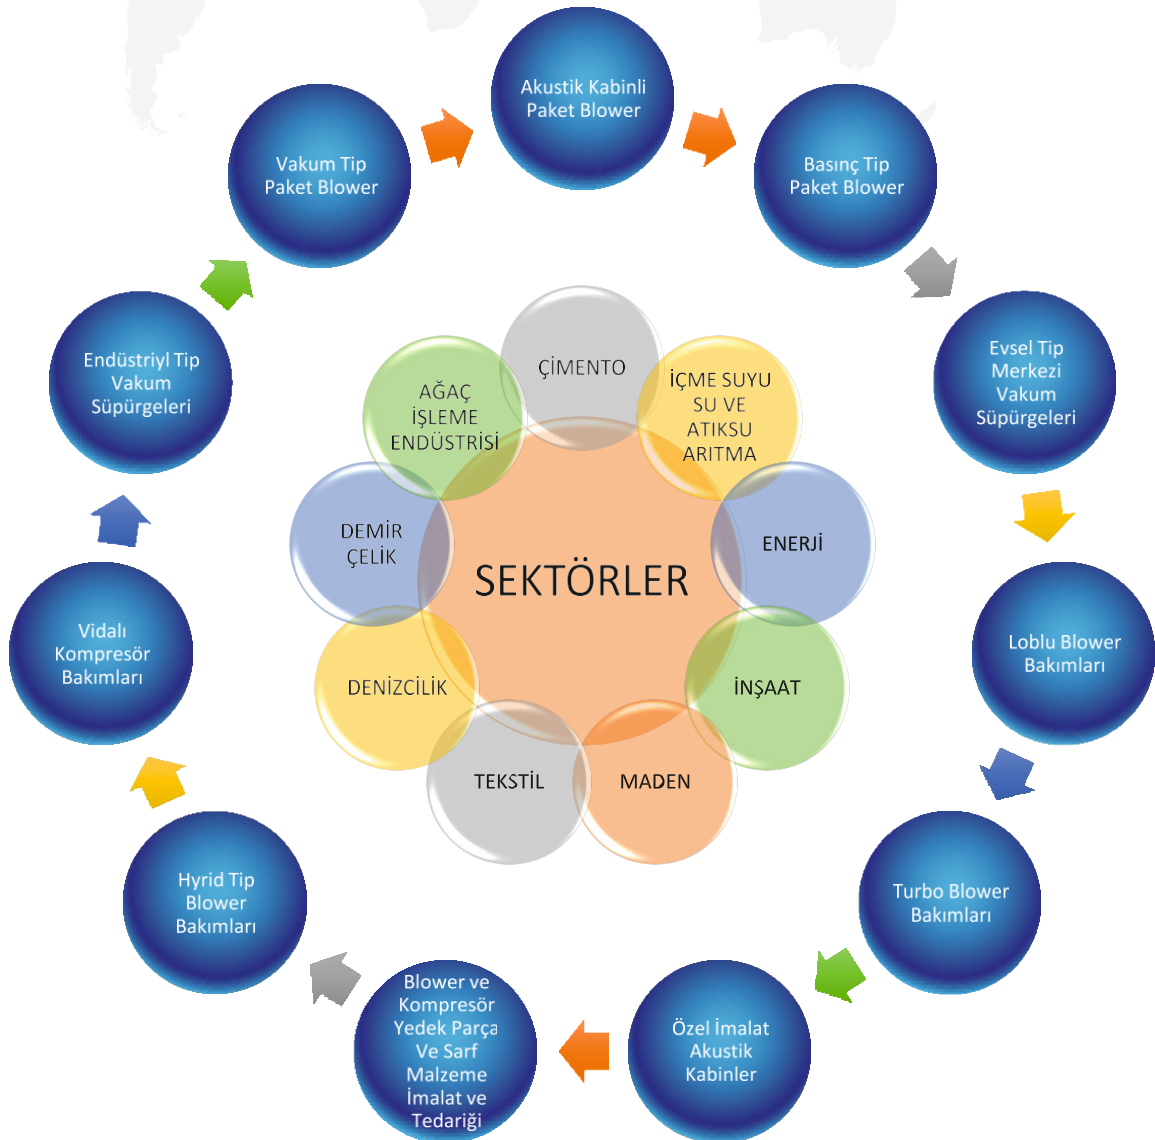 Akustik Kabinli
Paket Blower
Basınç Tip
Paket Blower
Evsel Tip
Merkezi
Vakum
Süpürgeleri
Loblu Blower
Bakımları
Turbo Blower
Bakımları
Özel İmalat
Akustik
Kabinler
Blower ve
Kompresör
Yedek Parça
Ve Sarf
Malzeme
İmalat ve
Tedariği
Hyrid Tip
Blower
Bakımları
Vidalı
Kompresör
Bakımları
Endüstriyl Tip
Vakum
Süpürgeleri
Vakum Tip
Paket Blower
SEKTÖRLER
ÇİMENTO
İÇME SUYU
SU VE
ATIKSU
ARITMA
ENERJİ
İNŞAAT
MADEN
TEKSTİL
DENİZCİLİK
DEMİR
ÇELİK
AĞAÇ
İŞLEME
ENDÜSTRİSİ